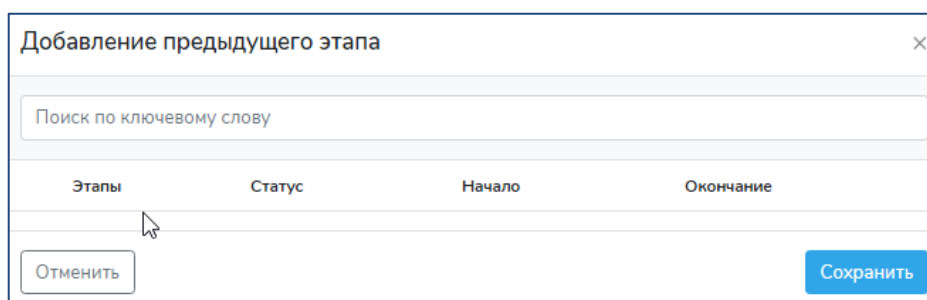 Добавление предыдущего этапа ×
Поиск по ключевому слову
Этапы Статус Начало Окончание
Отменить Сохранить